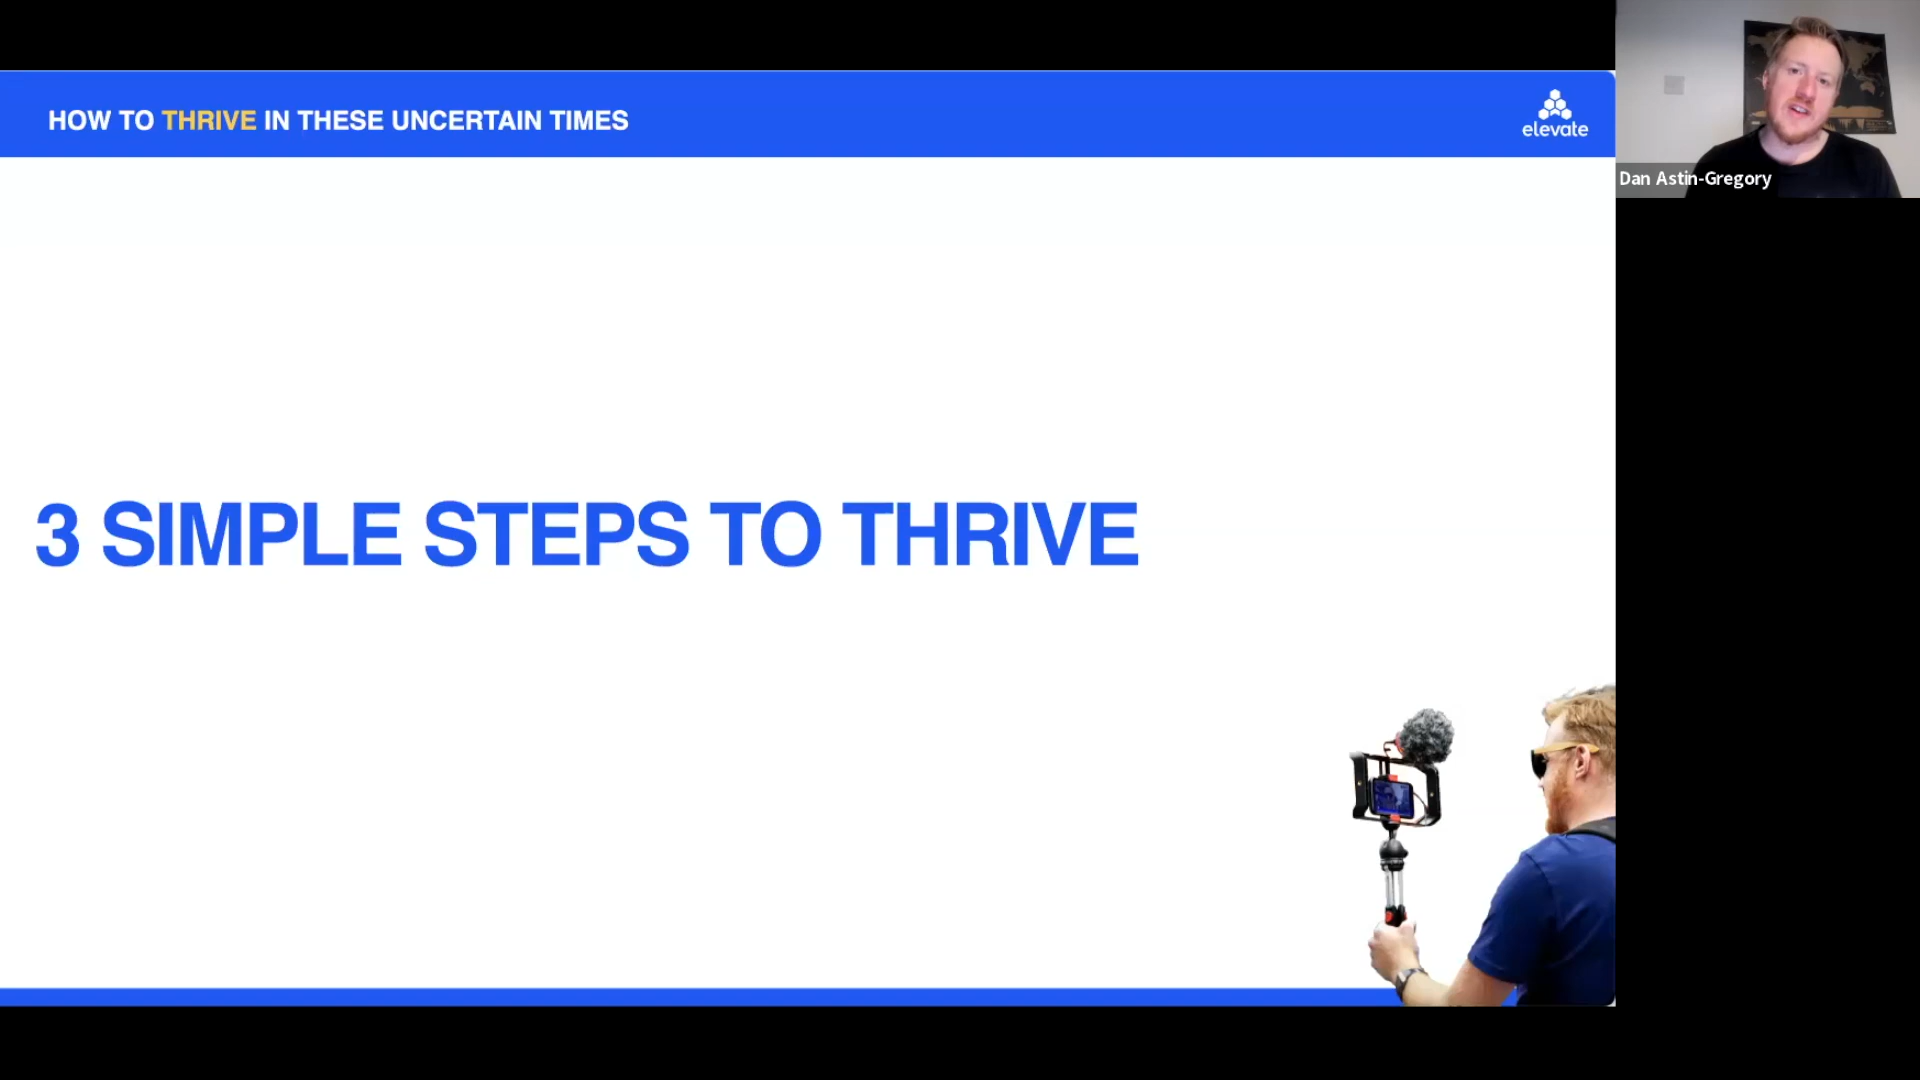 HOW TO THRIVE IN THESE UNCERTAIN TIMES
elevate
Dan Astin-Gregory
3 SIMPLE STEPS TO THRIVE